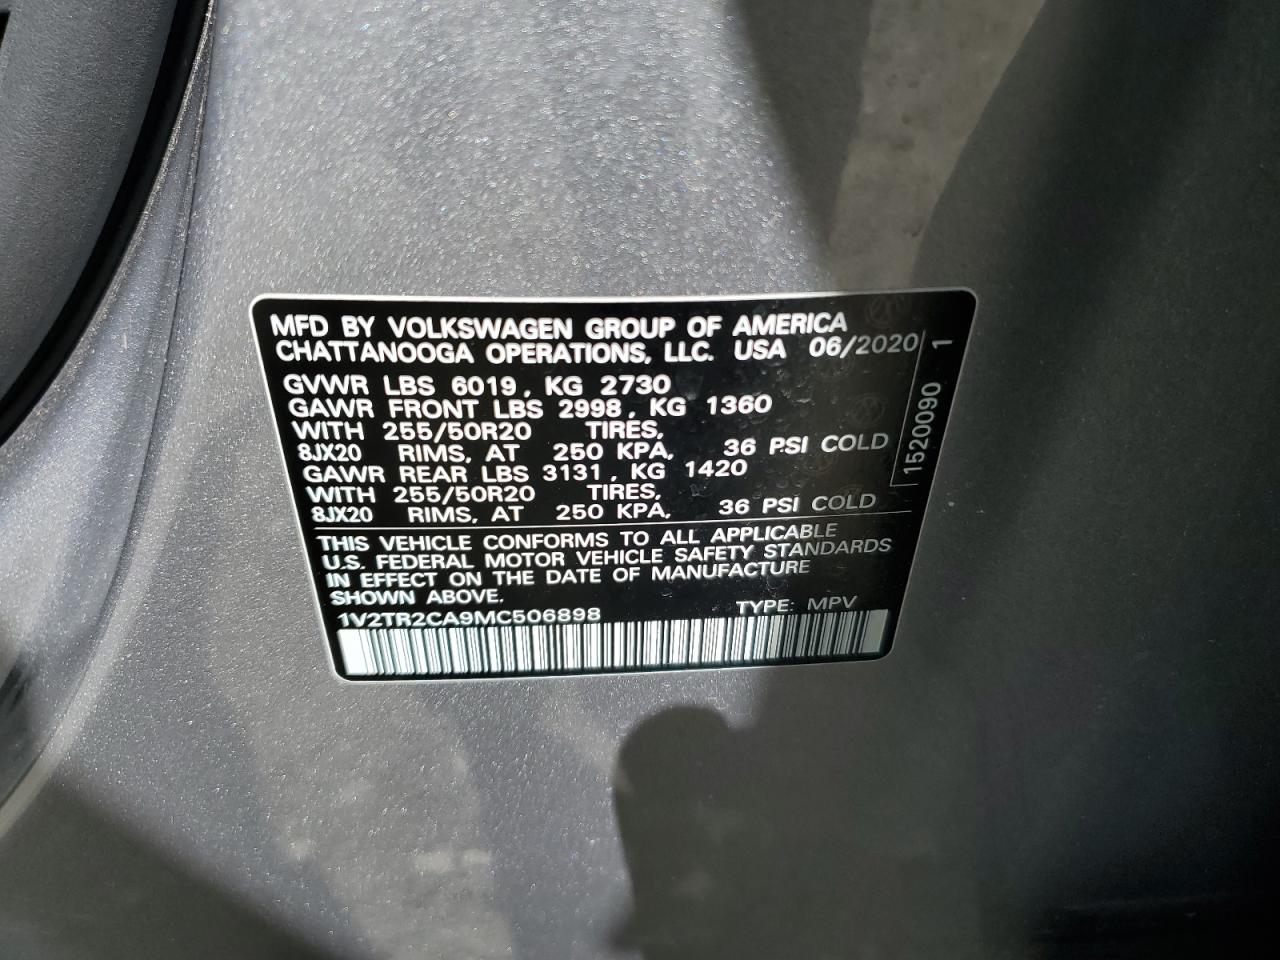 MFD BY VOLKSWAGEN GROUP OF AMERICA
CHATTANOOGA OPERATIONS, LLC. USA 06/2020
GVWR LBS 6019, KG 2730
GAWR FRONT LBS 2998, KG 1360
WITH 255/50R20 TIRES,
8JX20 RIMS, AT 250 KPA, 36 PSI COLD
GAWR REAR LBS 3131, KG 1420
WITH 255/50R20 TIRES,
8JX20 RIMS, AT 250 KPA, 36 PSI COLD
THIS VEHICLE CONFORMS TO ALL APPLICABLE
U.S. FEDERAL MOTOR VEHICLE SAFETY STANDARDS
IN EFFECT ON THE DATE OF MANUFACTURE
SHOWN ABOVE.
1V2TR2CA9MC506898 TYPE: MPV
1520090 1